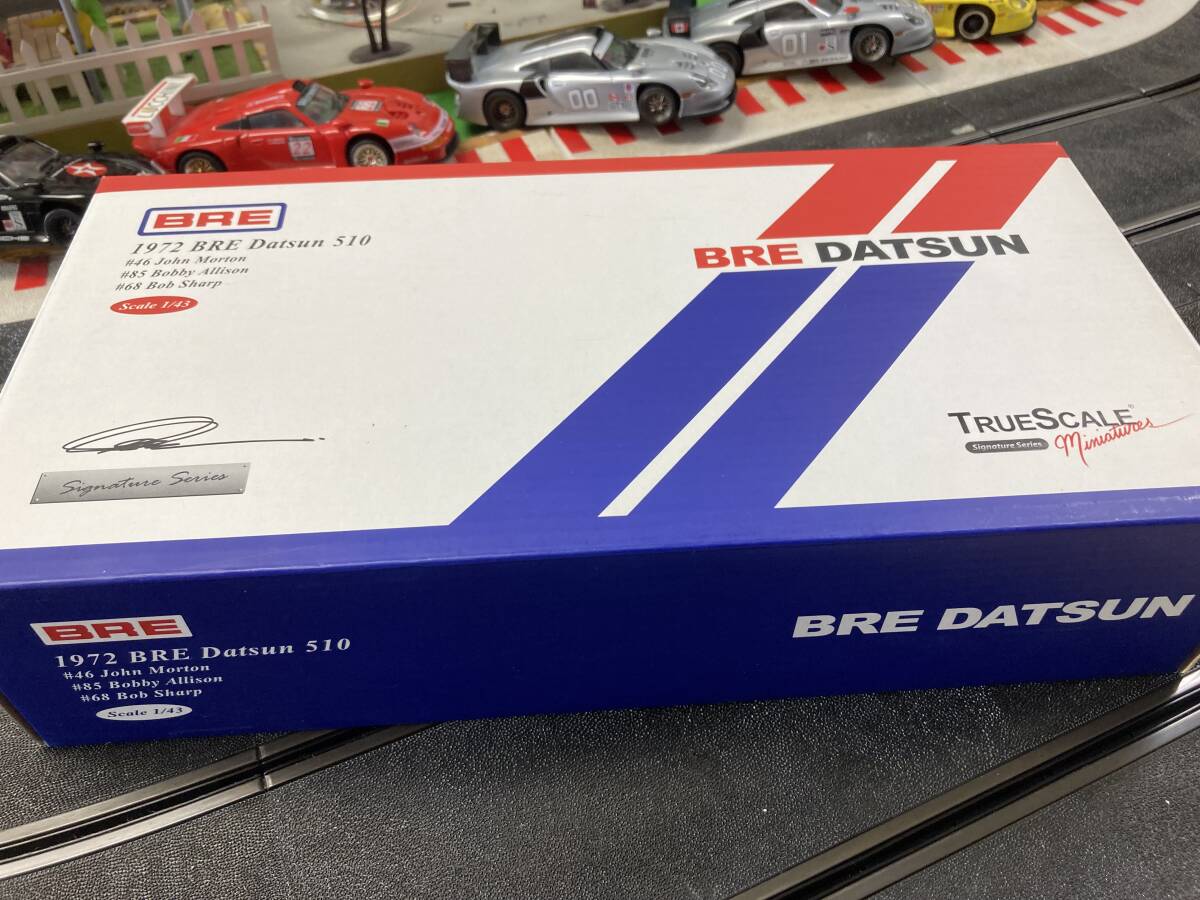 LUCCHINI
23
00
01
BRE
1972 BRE Datsun 510
#46 John Morton
#85 Bobby Allison
#68 Bob Sharp
Scale 1/43
BRE DATSUN
TRUESCALE®
Signature Series Miniatures
Signature Series
BRE
1972 BRE Datsun 510
#46 John Morton
#85 Bobby Allison
#68 Bob Sharp
Scale 1/43
BRE DATSUN